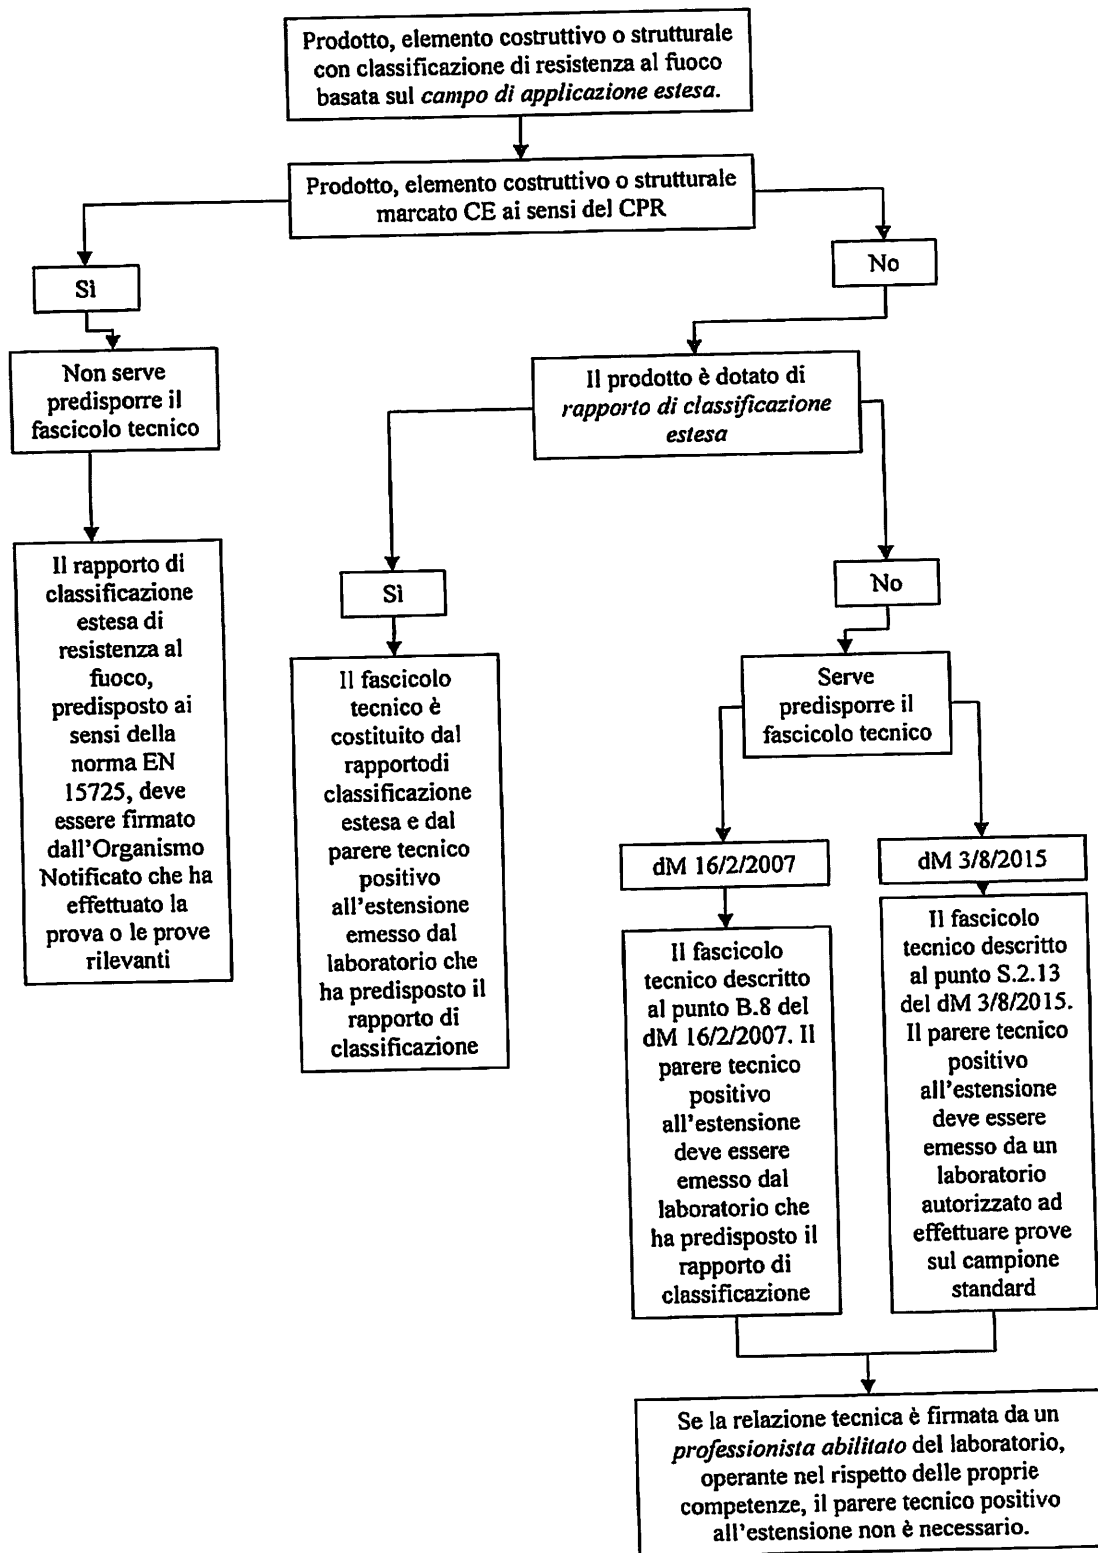 Prodotto, elemento costruttivo o strutturale
con classificazione di resistenza al fuoco
basata sul campo di applicazione estesa.
Prodotto, elemento costruttivo o strutturale
marcato CE ai sensi del CPR
Sì
No
Non serve
predisporre il
fascicolo tecnico
Il prodotto è dotato di
rapporto di classificazione
estesa
Il rapporto di
classificazione
estesa di
resistenza al
fuoco,
predisposto ai
sensi della
norma EN
15725, deve
essere firmato
dall'Organismo
Notificato che ha
effettuato la
prova o le prove
rilevanti
Sì
No
Il fascicolo
tecnico è
costituito dal
rapportodi
classificazione
estesa e dal
parere tecnico
positivo
all'estensione
emesso dal
laboratorio che
ha predisposto il
rapporto di
classificazione
Serve
predisporre il
fascicolo tecnico
dM 16/2/2007
dM 3/8/2015
Il fascicolo
tecnico descritto
al punto B.8 del
dM 16/2/2007. Il
parere tecnico
positivo
all'estensione
deve essere
emesso dal
laboratorio che
ha predisposto il
rapporto di
classificazione
Il fascicolo
tecnico descritto
al punto S.2.13
del dM 3/8/2015.
Il parere tecnico
positivo
all'estensione
deve essere
emesso da un
laboratorio
autorizzato ad
effettuare prove
sul campione
standard
Se la relazione tecnica è firmata da un
professionista abilitato del laboratorio,
operante nel rispetto delle proprie
competenze, il parere tecnico positivo
all'estensione non è necessario.